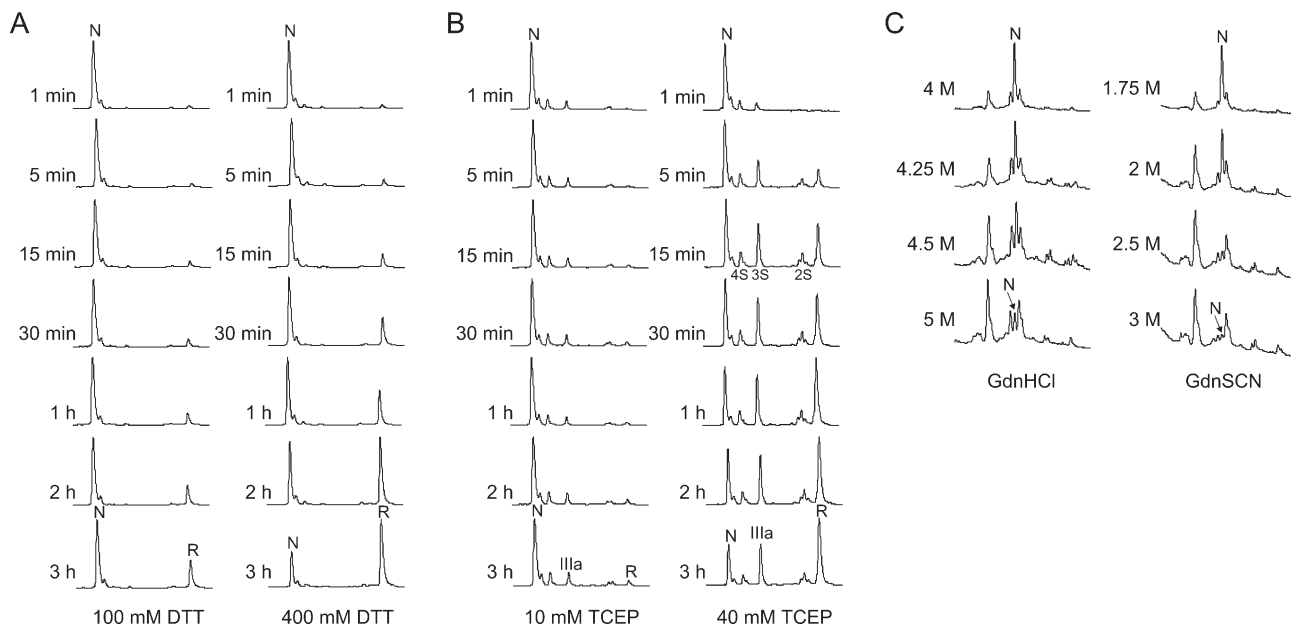 A
N
N
1 min
1 min
5 min
5 min
15 min
15 min
30 min
30 min
1 h
1 h
2 h
2 h
N
R
N
R
3 h
3 h
100 mM DTT
400 mM DTT
B
N
N
1 min
1 min
5 min
5 min
15 min
15 min
4S
3S
2S
30 min
30 min
1 h
1 h
2 h
2 h
N
IIIa
R
N
IIIa
R
3 h
3 h
10 mM TCEP
40 mM TCEP
C
N
N
4 M
1.75 M
4.25 M
2 M
4.5 M
2.5 M
N
N
5 M
3 M
GdnHCl
GdnSCN